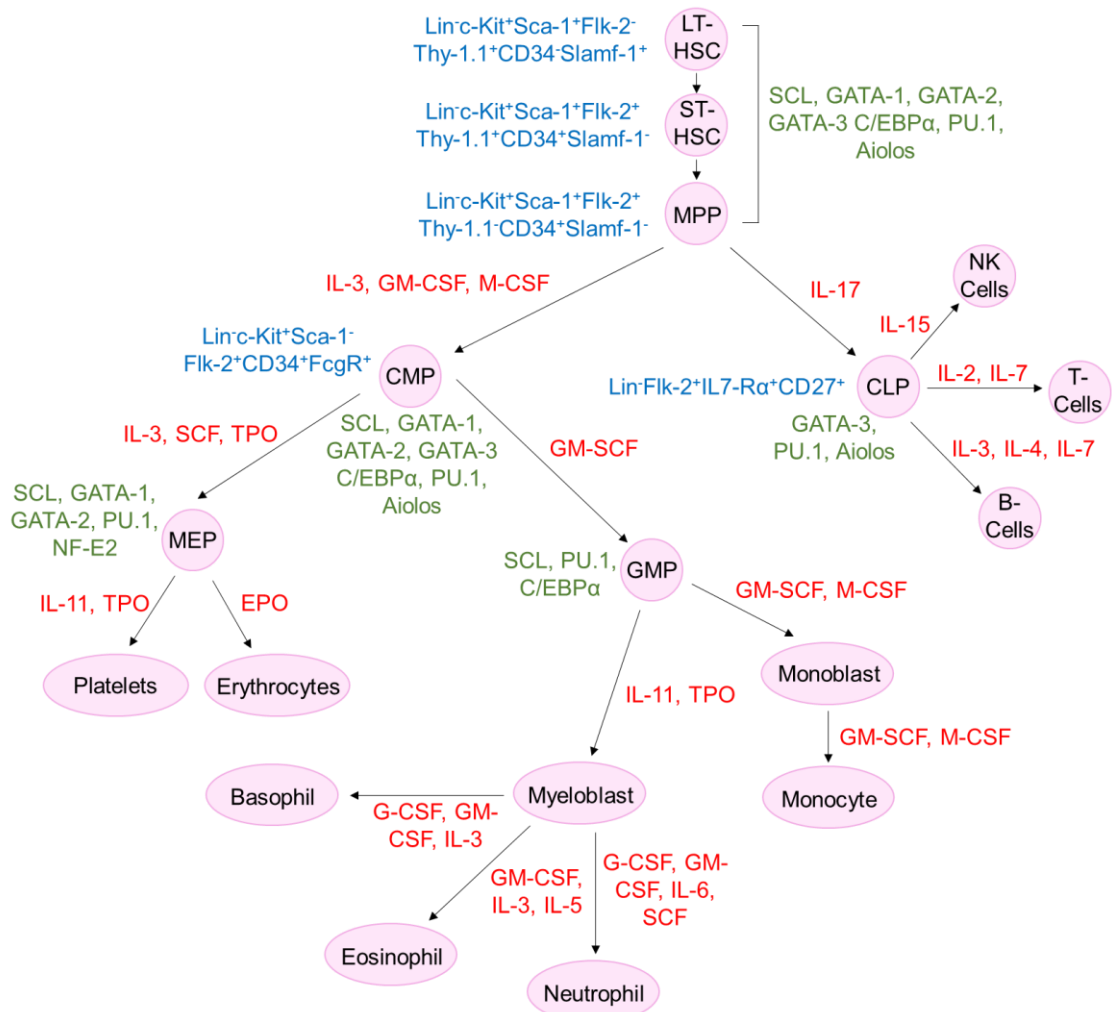 Lin⁻c-Kit⁺Sca-1⁺Flk-2⁻
Thy-1.1⁺CD34⁻Slamf-1⁺
LT-
HSC
Lin⁻c-Kit⁺Sca-1⁺Flk-2⁺
Thy-1.1⁺CD34⁺Slamf-1⁻
ST-
HSC
SCL, GATA-1, GATA-2,
GATA-3 C/EBPα, PU.1,
Aiolos
Lin⁻c-Kit⁺Sca-1⁺Flk-2⁺
Thy-1.1⁻CD34⁺Slamf-1⁻
MPP
IL-3, GM-CSF, M-CSF
IL-17
NK
Cells
IL-15
Lin⁻c-Kit⁺Sca-1⁻
Flk-2⁺CD34⁺FcgR⁺
CMP
Lin⁻Flk-2⁺IL7-Rα⁺CD27⁺
CLP
IL-2, IL-7
T-
Cells
GATA-3,
PU.1, Aiolos
IL-3, IL-4, IL-7
B-
Cells
IL-3, SCF, TPO
SCL, GATA-1,
GATA-2, GATA-3
C/EBPα, PU.1,
Aiolos
GM-SCF
SCL, GATA-1,
GATA-2, PU.1,
NF-E2
MEP
SCL, PU.1,
C/EBPα
GMP
IL-11, TPO
EPO
GM-SCF, M-CSF
Platelets
Erythrocytes
IL-11, TPO
Monoblast
GM-SCF, M-CSF
Basophil
Myeloblast
Monocyte
G-CSF, GM-
CSF, IL-3
GM-CSF,
IL-3, IL-5
G-CSF, GM-
CSF, IL-6,
SCF
Eosinophil
Neutrophil